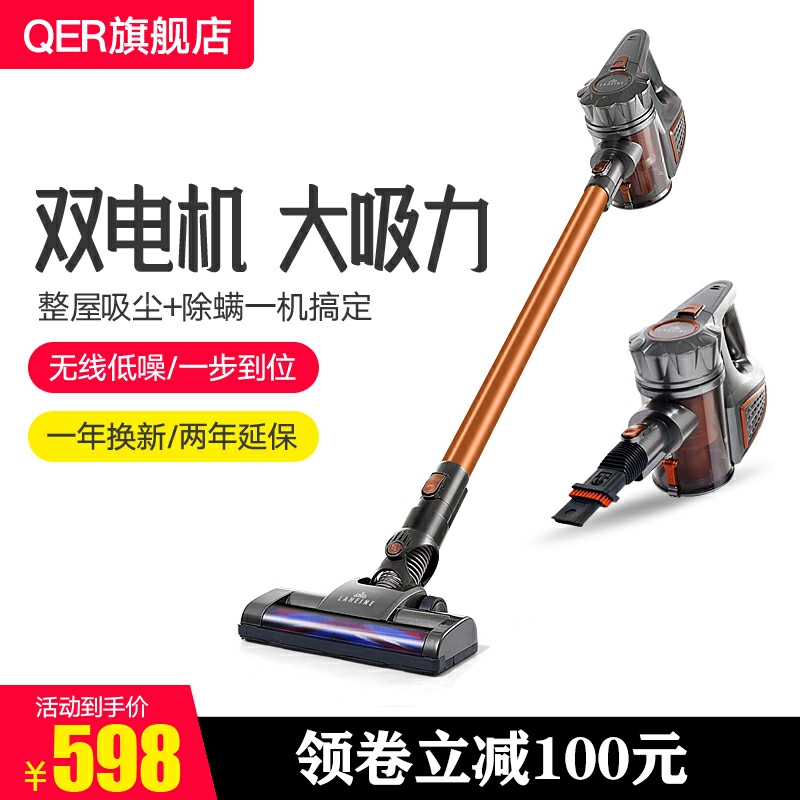 QER旗舰店
双电机 大吸力
整屋吸尘+除螨一机搞定
无线低噪/一步到位
一年换新/两年延保
LAHEINE
活动到手价
¥598
领卷立减100元